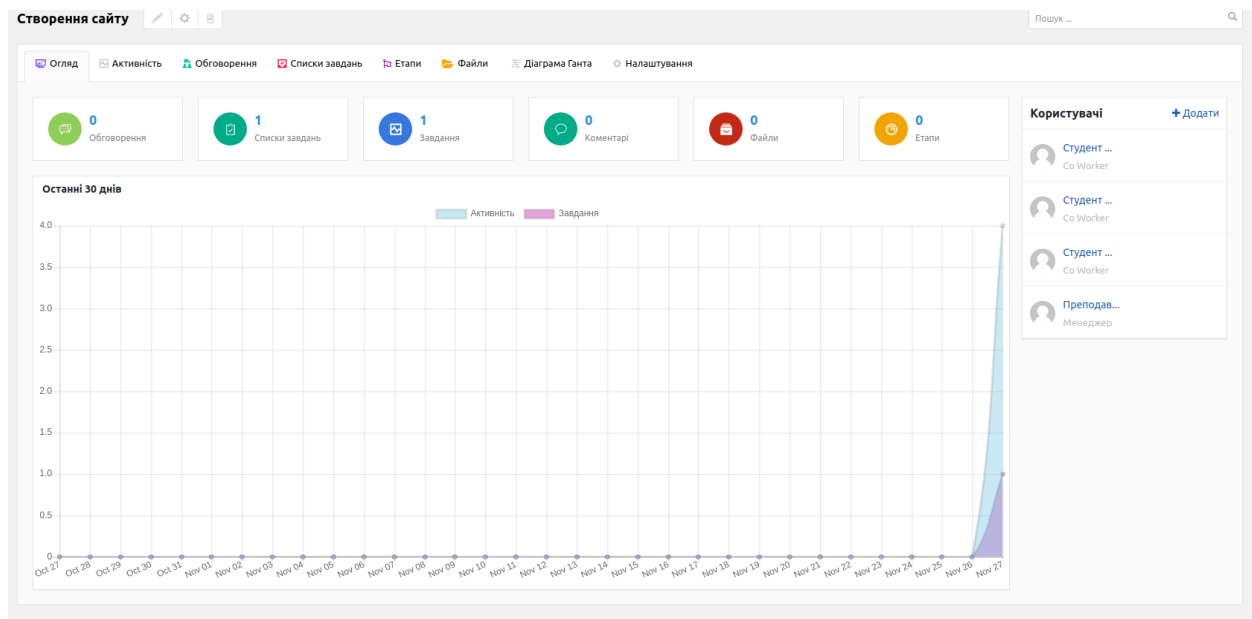 Створення сайту
Пошук ...
Огляд Активність Обговорення Списки завдань Етапи Файли Діаграма Ганта Налаштування
0
Обговорення
1
Списки завдань
1
Завдання
0
Коментарі
0
Файли
0
Етапи
Користувачі + Додати
Студент ...
Co Worker
Студент ...
Co Worker
Студент ...
Co Worker
Преподав...
Менеджер
Останні 30 днів
Активність Завдання
4.0
3.5
3.0
2.5
2.0
1.5
1.0
0.5
0
Oct 27 Oct 28 Oct 29 Oct 30 Oct 31 Nov 01 Nov 02 Nov 03 Nov 04 Nov 05 Nov 06 Nov 07 Nov 08 Nov 09 Nov 10 Nov 11 Nov 12 Nov 13 Nov 14 Nov 15 Nov 16 Nov 17 Nov 18 Nov 19 Nov 20 Nov 21 Nov 22 Nov 23 Nov 24 Nov 25 Nov 26 Nov 27